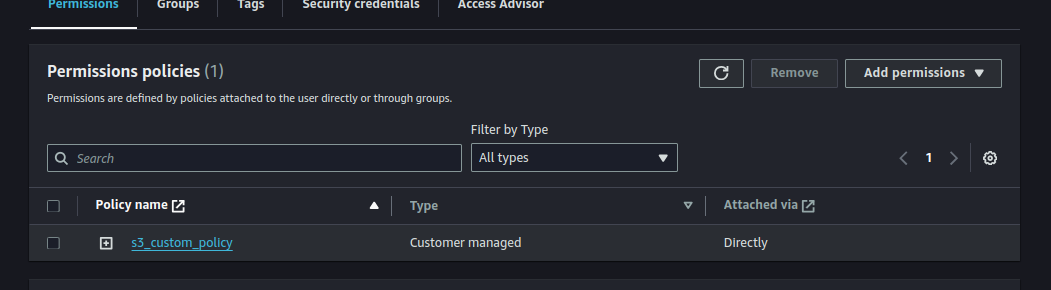 Permissions Groups Tags Security credentials Access Advisor
Permissions policies (1)
Remove Add permissions
Permissions are defined by policies attached to the user directly or through groups.
Filter by Type
Search All types 1
Policy name Type Attached via
s3_custom_policy Customer managed Directly